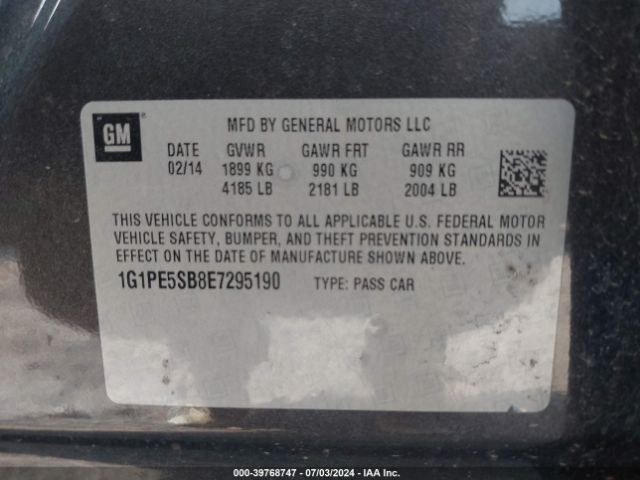 GM
MFD BY GENERAL MOTORS LLC
DATE GVWR GAWR FRT GAWR RR
02/14 1899 KG 990 KG 909 KG
4185 LB 2181 LB 2004 LB
THIS VEHICLE CONFORMS TO ALL APPLICABLE U.S. FEDERAL MOTOR
VEHICLE SAFETY, BUMPER, AND THEFT PREVENTION STANDARDS IN
EFFECT ON THE DATE OF MANUFACTURE SHOWN ABOVE.
1G1PE5SB8E7295190 TYPE: PASS CAR
000-39768747 - 07/03/2024 - IAA Inc.